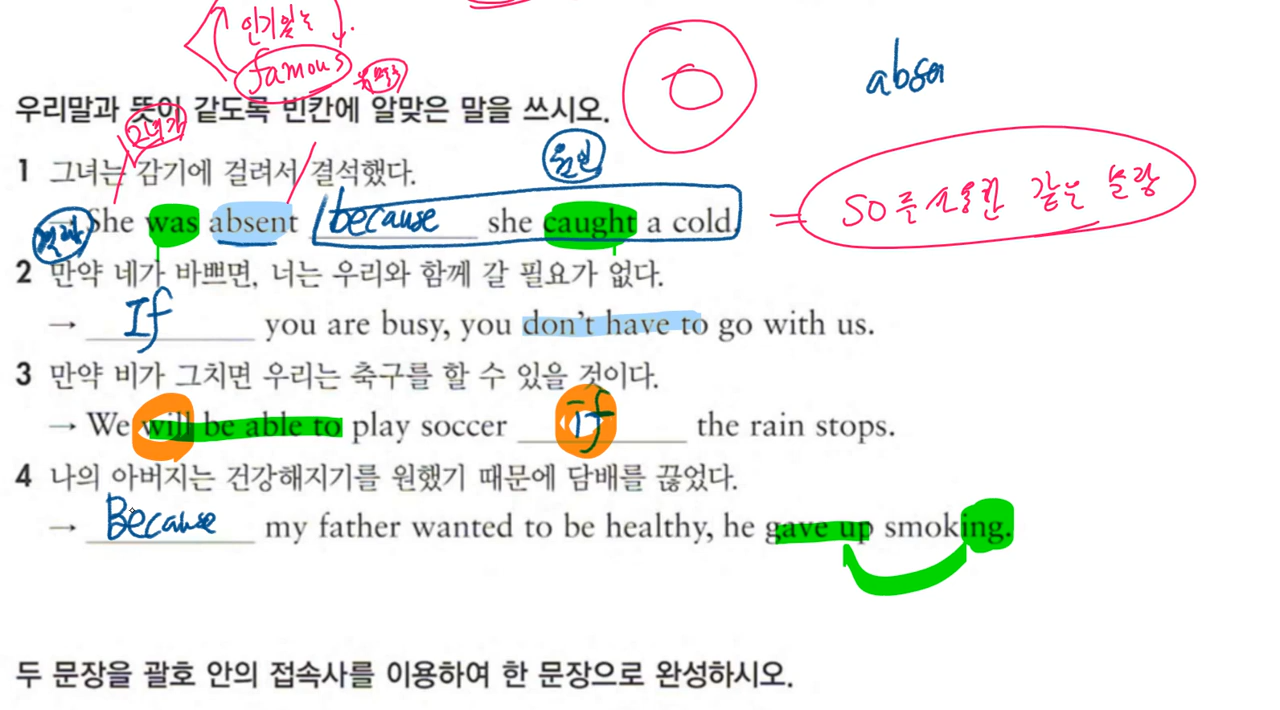 인기있는
famous
absen
우리말과 뜻이 같도록 빈칸에 알맞은 말을 쓰시오.
그녀가
원인
1 그녀는 감기에 걸려서 결석했다.
결과
→ She was absent because she caught a cold.
= so를 사용한 같은 문장
2 만약 네가 바쁘면, 너는 우리와 함께 갈 필요가 없다.
→ If you are busy, you don't have to go with us.
3 만약 비가 그치면 우리는 축구를 할 수 있을 것이다.
→ We will be able to play soccer if the rain stops.
4 나의 아버지는 건강해지기를 원했기 때문에 담배를 끊었다.
→ Because my father wanted to be healthy, he gave up smoking.
두 문장을 괄호 안의 접속사를 이용하여 한 문장으로 완성하시오.